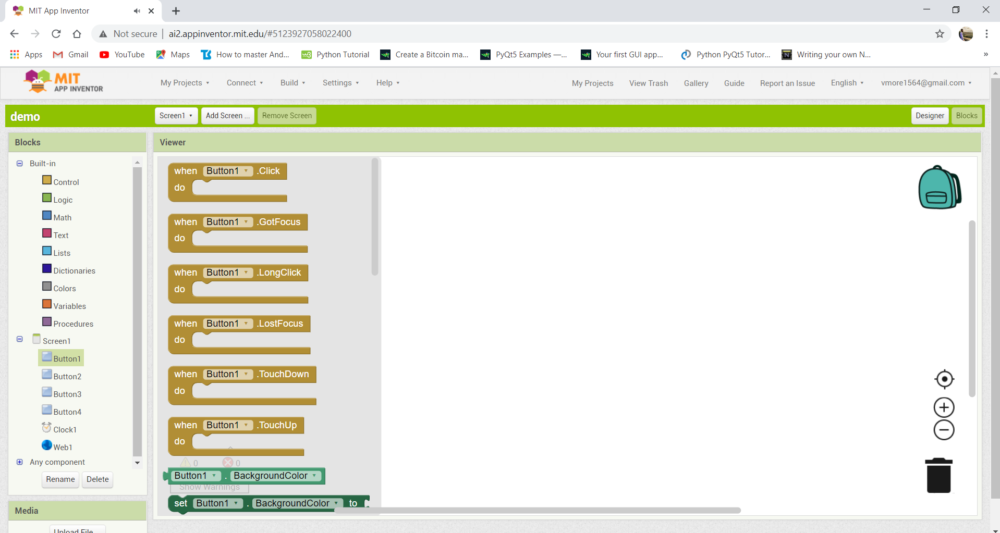 MIT App Inventor
Not secure | ai2.appinventor.mit.edu/#5123927058022400
Apps Gmail YouTube Maps How to master And... Python Tutorial Create a Bitcoin ma... PyQt5 Examples —... Your first GUI app... Python PyQt5 Tutor... Writing your own N... »
MIT
APP INVENTOR
My Projects Connect Build Settings Help My Projects View Trash Gallery Guide Report an Issue English vmore1564@gmail.com
demo Screen1 Add Screen ... Remove Screen Designer Blocks
Blocks
Built-in
Control
Logic
Math
Text
Lists
Dictionaries
Colors
Variables
Procedures
Screen1
Button1
Button2
Button3
Button4
Clock1
Web1
Any component
Rename Delete
Media
Upload File
Viewer
when Button1 .Click
do
when Button1 .GotFocus
do
when Button1 .LongClick
do
when Button1 .LostFocus
do
when Button1 .TouchDown
do
when Button1 .TouchUp
do
0 0
Button1 . BackgroundColor
Show Warnings
set Button1 . BackgroundColor to